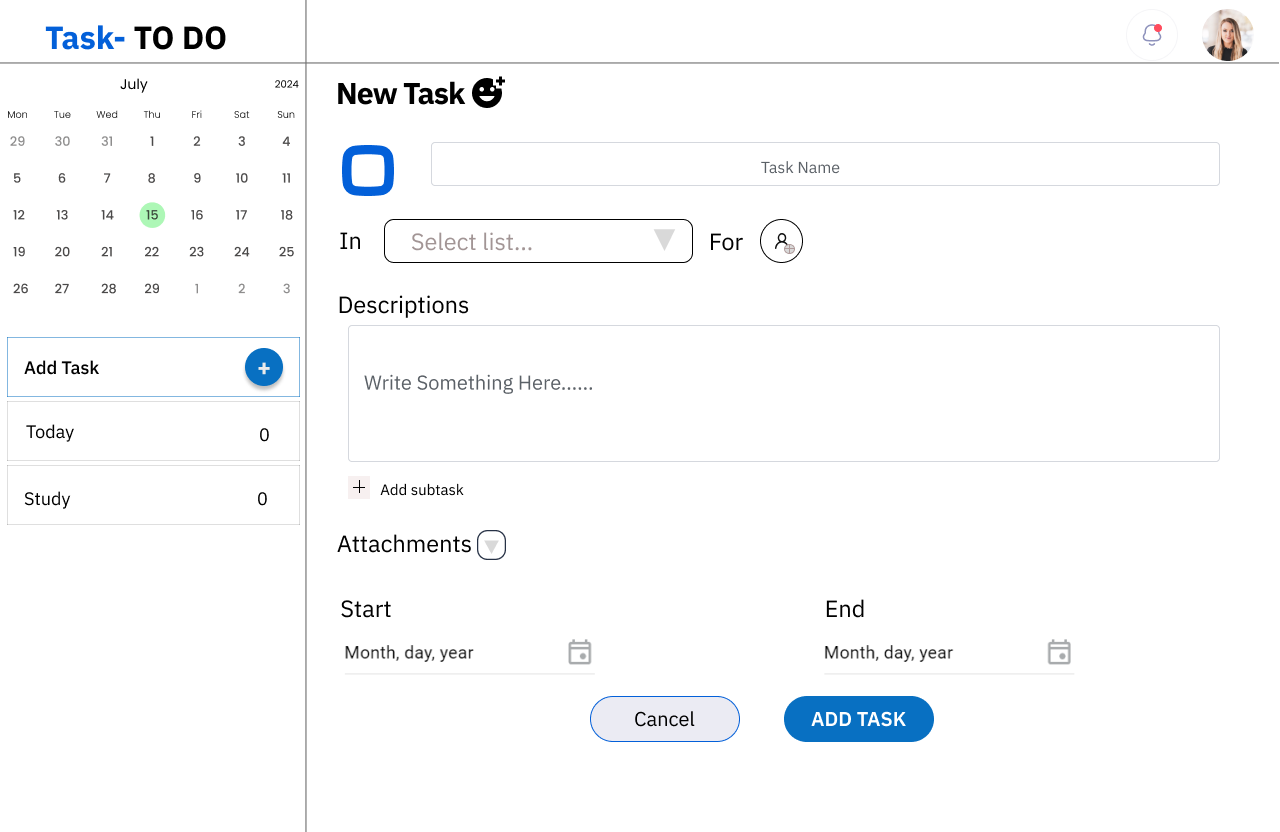 Task- TO DO
July 2024
Mon Tue Wed Thu Fri Sat Sun
29 30 31 1 2 3 4
5 6 7 8 9 10 11
12 13 14 15 16 17 18
19 20 21 22 23 24 25
26 27 28 29 1 2 3
Add Task +
Today 0
Study 0
New Task
Task Name
In Select list... For
Descriptions
Write Something Here......
+ Add subtask
Attachments
Start End
Month, day, year Month, day, year
Cancel ADD TASK